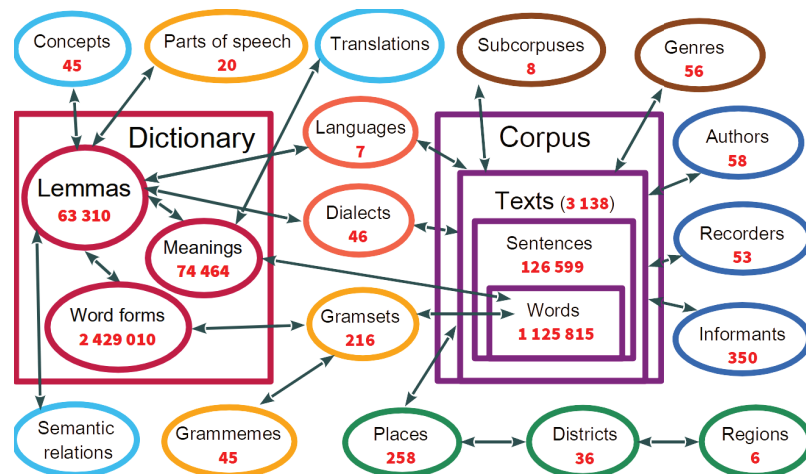 Concepts
45
Parts of speech
20
Translations
Subcorpuses
8
Genres
56
Dictionary
Languages
7
Corpus
Authors
58
Lemmas
63 310
Texts (3 138)
Dialects
46
Meanings
74 464
Sentences
126 599
Recorders
53
Word forms
2 429 010
Gramsets
216
Words
1 125 815
Informants
350
Semantic
relations
Grammemes
45
Places
258
Districts
36
Regions
6